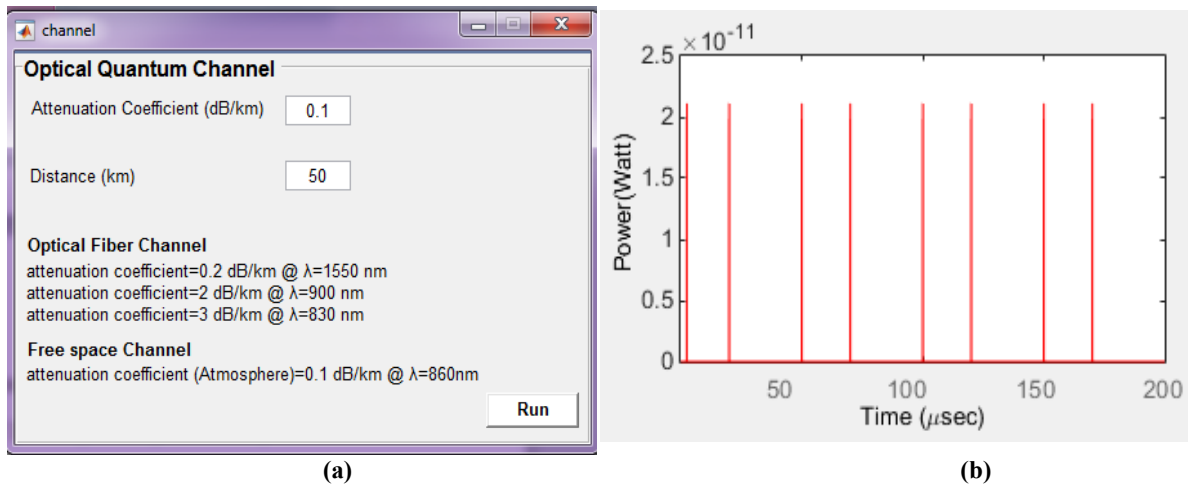 channel
Optical Quantum Channel
Attenuation Coefficient (dB/km) 0.1
Distance (km) 50
Optical Fiber Channel
attenuation coefficient=0.2 dB/km @ λ=1550 nm
attenuation coefficient=2 dB/km @ λ=900 nm
attenuation coefficient=3 dB/km @ λ=830 nm
Free space Channel
attenuation coefficient (Atmosphere)=0.1 dB/km @ λ=860nm
Run
(a)
×10⁻¹¹
2.5
2
1.5
1
0.5
0
Power(Watt)
50 100 150 200
Time (μsec)
(b)